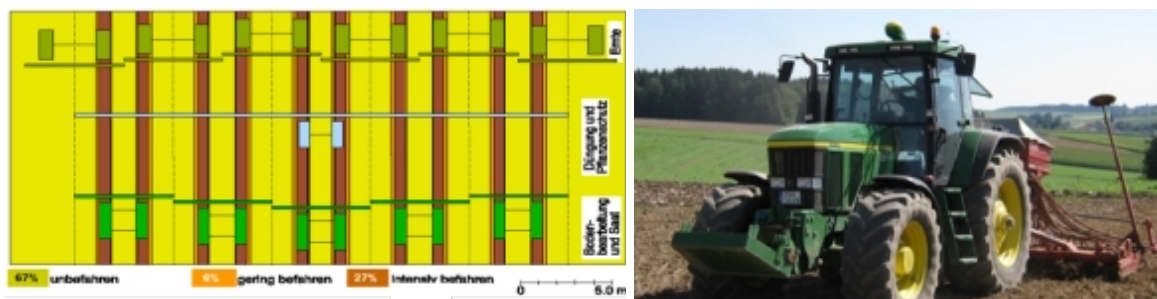 Ernte
Düngung und
Pflanzenschutz
Boden-
bearbeitung
und Saat
67% unbefahren
6% gering befahren
27% intensiv befahren
0 5.0 m